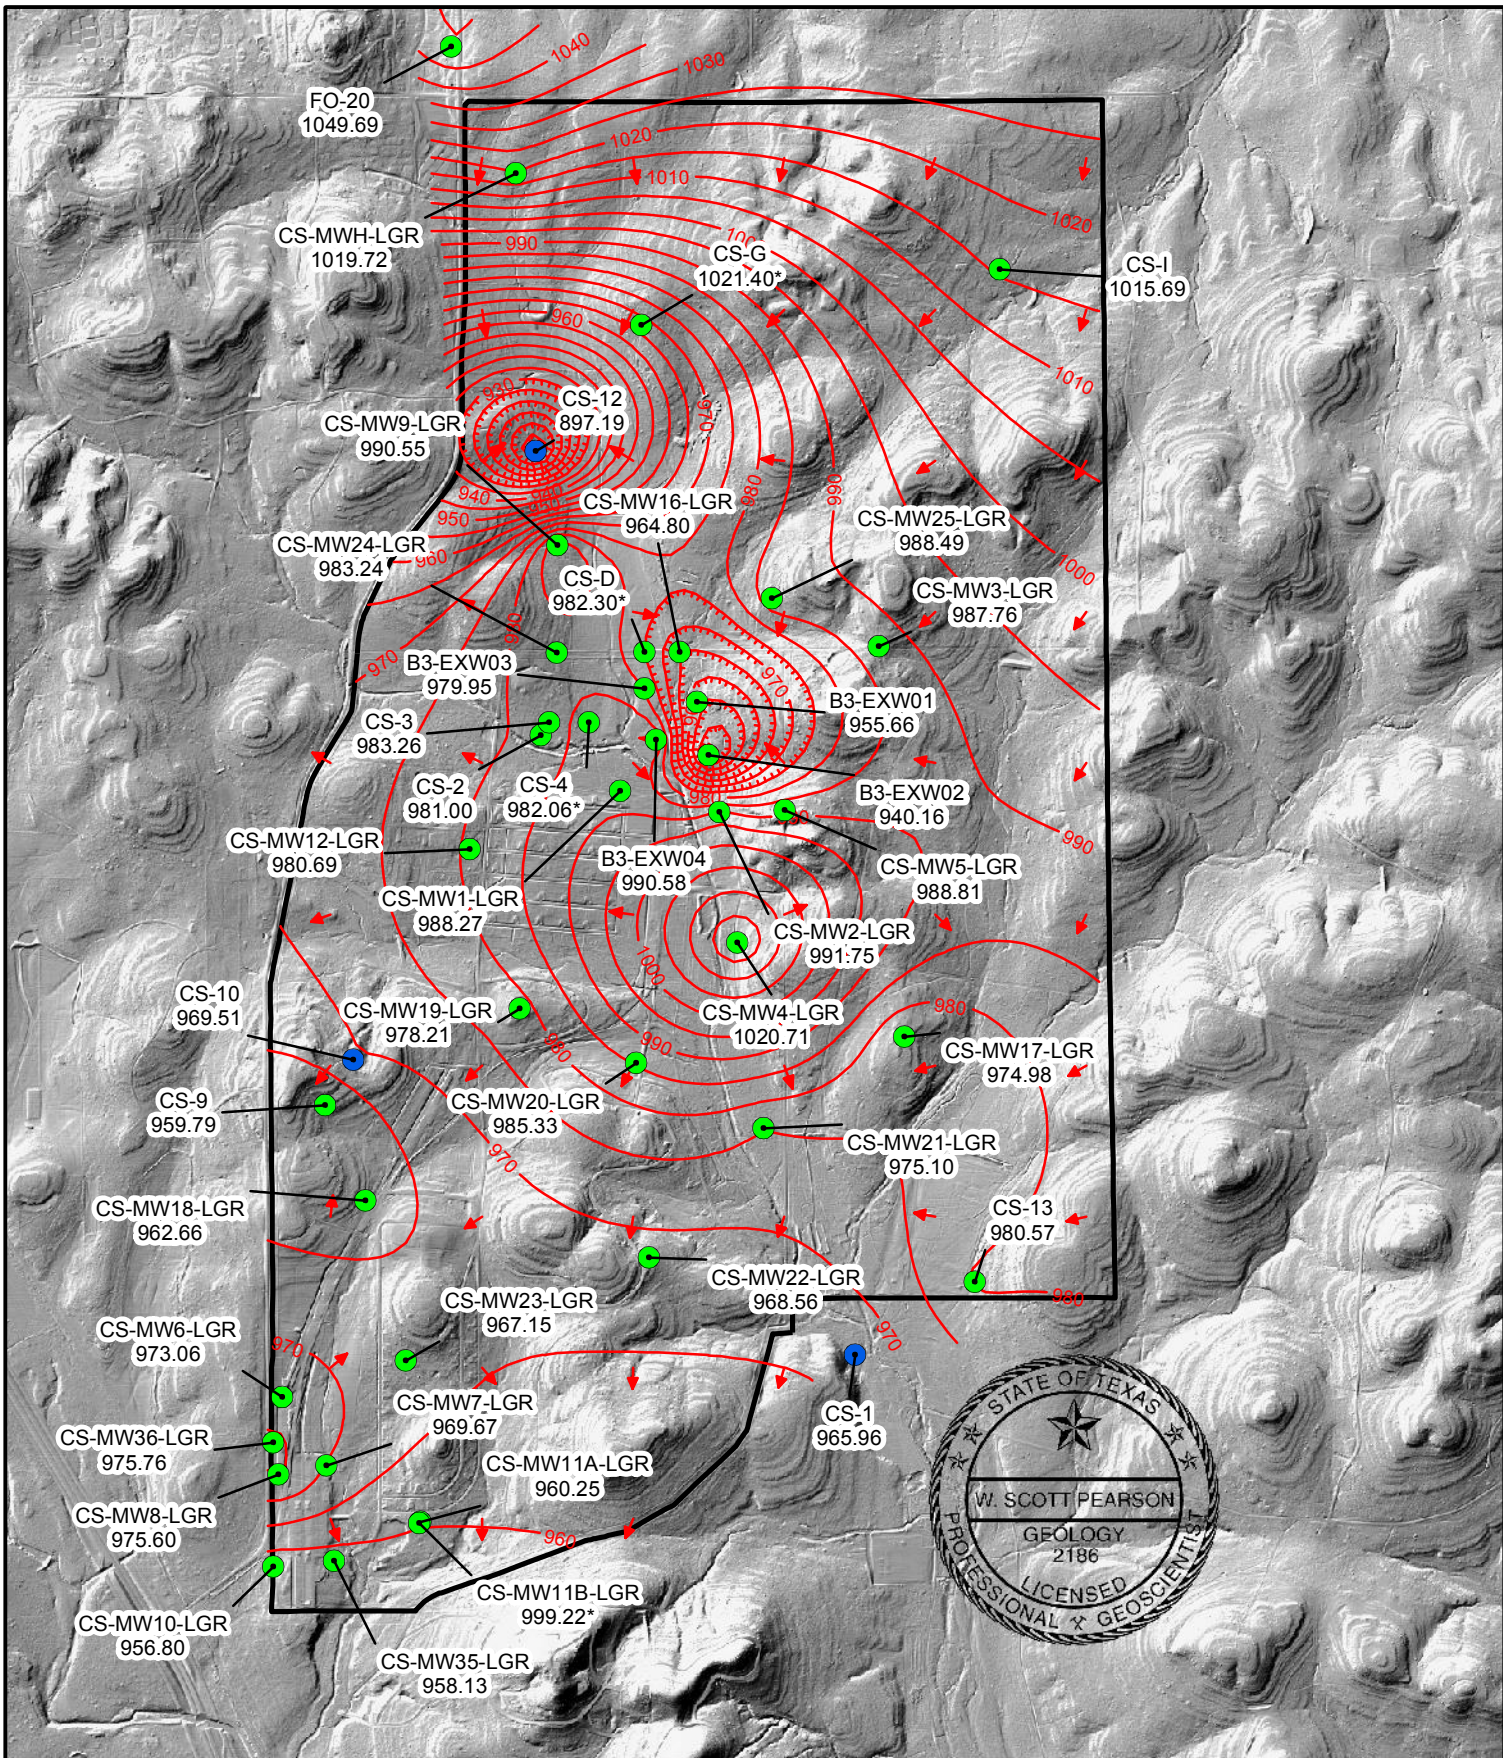 1040
1030
FO-20
1049.69
1020
1010
CS-MWH-LGR
1019.72
1020
990
CS-G
1021.40*
CS-I
1015.69
960
1010
930
CS-12
897.19
970
CS-MW9-LGR
990.55
980
990
940
CS-MW16-LGR
964.80
950
CS-MW25-LGR
988.49
CS-MW24-LGR
983.24
960
1000
CS-D
982.30*
CS-MW3-LGR
987.76
980
970
B3-EXW03
979.95
970
B3-EXW01
955.66
CS-3
983.26
CS-2
981.00
CS-4
982.06*
980
B3-EXW02
940.16
990
CS-MW12-LGR
980.69
B3-EXW04
990.58
CS-MW5-LGR
988.81
CS-MW1-LGR
988.27
CS-MW2-LGR
991.75
1000
CS-10
969.51
CS-MW19-LGR
978.21
CS-MW4-LGR
1020.71
980
990
980
CS-MW17-LGR
974.98
CS-9
959.79
CS-MW20-LGR
985.33
CS-MW21-LGR
975.10
970
CS-MW18-LGR
962.66
CS-13
980.57
CS-MW22-LGR
968.56
980
CS-MW23-LGR
967.15
CS-MW6-LGR
973.06
970
970
CS-MW7-LGR
969.67
CS-1
965.96
CS-MW36-LGR
975.76
CS-MW11A-LGR
960.25
CS-MW8-LGR
975.60
960
CS-MW11B-LGR
999.22*
CS-MW10-LGR
956.80
CS-MW35-LGR
958.13
STATE OF TEXAS
W. SCOTT PEARSON
GEOLOGY
2186
LICENSED
PROFESSIONAL GEOSCIENTIST